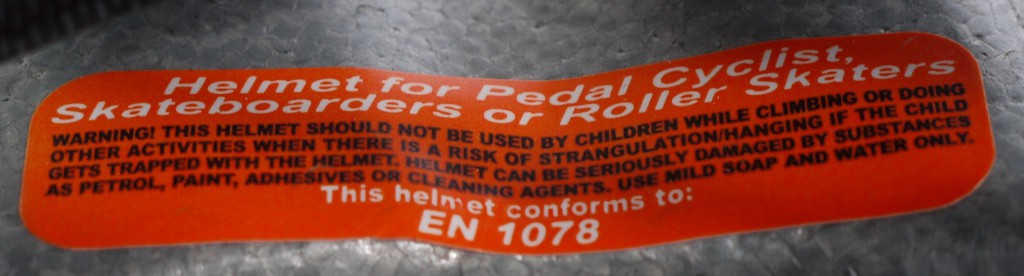 Helmet for Pedal Cyclist,
Skateboarders or Roller Skaters
WARNING! THIS HELMET SHOULD NOT BE USED BY CHILDREN WHILE CLIMBING OR DOING
OTHER ACTIVITIES WHEN THERE IS A RISK OF STRANGULATION/HANGING IF THE CHILD
GETS TRAPPED WITH THE HELMET. HELMET CAN BE SERIOUSLY DAMAGED BY SUBSTANCES
AS PETROL, PAINT, ADHESIVES OR CLEANING AGENTS. USE MILD SOAP AND WATER ONLY.
This helmet conforms to:
EN 1078